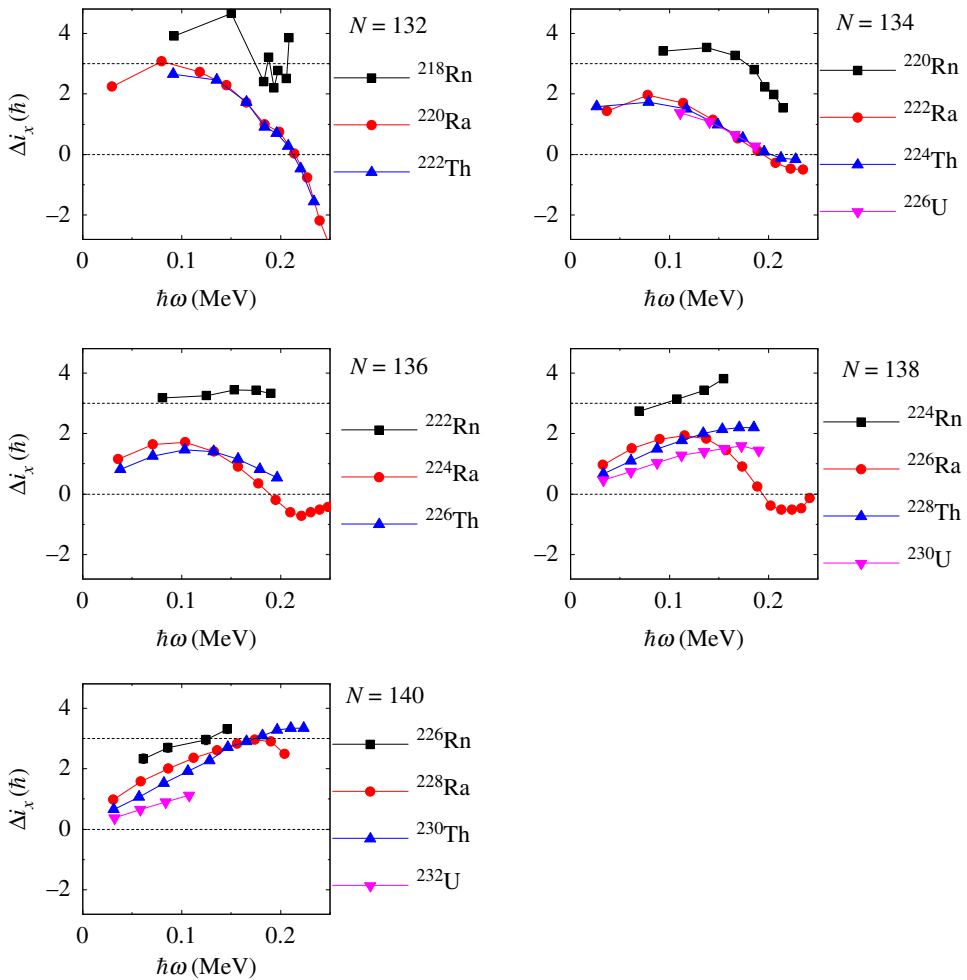 N = 132
4
2
0
−2
Δi_x (ℏ)
0
0.1
0.2
ℏω (MeV)
²¹⁸Rn
²²⁰Ra
²²²Th
N = 134
4
2
0
−2
0
0.1
0.2
ℏω (MeV)
²²⁰Rn
²²²Ra
²²⁴Th
²²⁶U
N = 136
4
2
0
−2
Δi_x (ℏ)
0
0.1
0.2
ℏω (MeV)
²²²Rn
²²⁴Ra
²²⁶Th
N = 138
4
2
0
−2
0
0.1
0.2
ℏω (MeV)
²²⁴Rn
²²⁶Ra
²²⁸Th
²³⁰U
N = 140
4
2
0
−2
Δi_x (ℏ)
0
0.1
0.2
ℏω (MeV)
²²⁶Rn
²²⁸Ra
²³⁰Th
²³²U